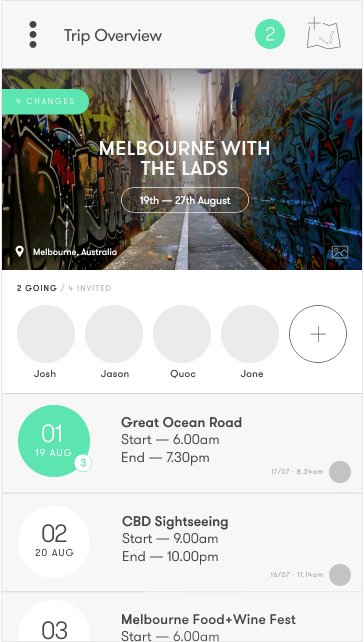 Trip Overview
2
4 CHANGES
MELBOURNE WITH
THE LADS
19th — 27th August
Melbourne, Australia
2 GOING / 4 INVITED
Josh
Jason
Quoc
Jone
01
19 AUG
3
Great Ocean Road
Start — 6.00am
End — 7.30pm
17/07 - 8.34am
02
20 AUG
CBD Sightseeing
Start — 9.00am
End — 10.00pm
16/07 - 11.14am
03
Melbourne Food+Wine Fest
Start — 6.00am